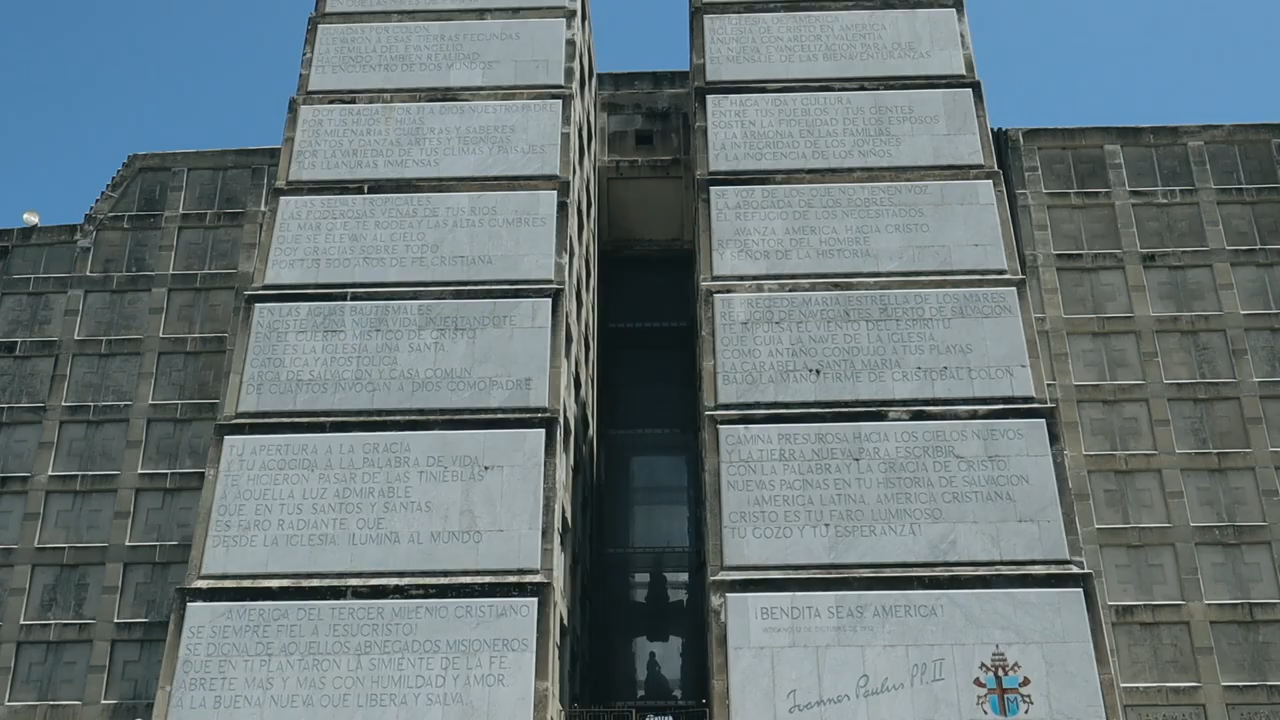 GUIADAS POR COLON,
LLEVARON A ESAS TIERRAS FECUNDAS
LA SEMILLA DEL EVANGELIO,
HACIENDO TAMBIEN REALIDAD
EL ENCUENTRO DE DOS MUNDOS.
DOY GRACIAS POR TI A DIOS NUESTRO PADRE
POR TUS HIJOS E HIJAS,
TUS MILENARIAS CULTURAS Y SABERES
CANTOS Y DANZAS, ARTES Y TECNICAS,
POR LA VARIEDAD DE TUS CLIMAS Y PAISAJES,
TUS LLANURAS INMENSAS
Y LAS SELVAS TROPICALES,
LAS PODEROSAS VENAS DE TUS RIOS,
EL MAR QUE TE RODEA Y LAS ALTAS CUMBRES
QUE SE ELEVAN AL CIELO.
DOY GRACIAS SOBRE TODO
POR TUS 500 AÑOS DE FE CRISTIANA.
EN LAS AGUAS BAUTISMALES
NACISTE A UNA NUEVA VIDA, INJERTANDOTE
EN EL CUERPO MISTICO DE CRISTO
QUE ES LA IGLESIA, UNA, SANTA,
CATOLICA Y APOSTOLICA,
ARCA DE SALVACION Y CASA COMUN
DE CUANTOS INVOCAN A DIOS COMO PADRE.
TU APERTURA A LA GRACIA
Y TU ACOGIDA A LA PALABRA DE VIDA,
TE HICIERON PASAR DE LAS TINIEBLAS
A AQUELLA LUZ ADMIRABLE
QUE, EN TUS SANTOS Y SANTAS,
ES FARO RADIANTE, QUE,
DESDE LA IGLESIA, ILUMINA AL MUNDO
AMERICA DEL TERCER MILENIO CRISTIANO
SE SIEMPRE FIEL A JESUCRISTO!
SE DIGNA DE AQUELLOS ABNEGADOS MISIONEROS
QUE EN TI PLANTARON LA SIMIENTE DE LA FE.
ABRETE MAS Y MAS CON HUMILDAD Y AMOR,
A LA BUENA NUEVA QUE LIBERA Y SALVA.
IGLESIA DE AMERICA,
IGLESIA DE CRISTO EN AMERICA!
ANUNCIA CON ARDOR Y VALENTIA
LA NUEVA EVANGELIZACION PARA QUE
EL MENSAJE DE LAS BIENAVENTURANZAS
SE HAGA VIDA Y CULTURA
ENTRE TUS PUEBLOS Y TUS GENTES
SOSTEN LA FIDELIDAD DE LOS ESPOSOS
Y LA ARMONIA EN LAS FAMILIAS,
LA INTEGRIDAD DE LOS JOVENES
Y LA INOCENCIA DE LOS NIÑOS.
SE VOZ DE LOS QUE NO TIENEN VOZ,
LA ABOGADA DE LOS POBRES,
EL REFUGIO DE LOS NECESITADOS.
AVANZA, AMERICA, HACIA CRISTO
REDENTOR DEL HOMBRE
Y SEÑOR DE LA HISTORIA.
TE PRECEDE MARIA ESTRELLA DE LOS MARES,
REFUGIO DE NAVEGANTES, PUERTO DE SALVACION.
TE IMPULSA EL VIENTO DEL ESPIRITU
QUE GUIA LA NAVE DE LA IGLESIA,
COMO ANTAÑO CONDUJO A TUS PLAYAS
LA CARABELA SANTA MARIA
BAJO LA MANO FIRME DE CRISTOBAL COLON.
CAMINA PRESUROSA HACIA LOS CIELOS NUEVOS
Y LA TIERRA NUEVA PARA ESCRIBIR,
CON LA PALABRA Y LA GRACIA DE CRISTO,
NUEVAS PAGINAS EN TU HISTORIA DE SALVACION.
¡AMERICA LATINA, AMERICA CRISTIANA,
CRISTO ES TU FARO LUMINOSO,
TU GOZO Y TU ESPERANZA!
¡BENDITA SEAS, AMERICA!
Joannes Paulus PP. II